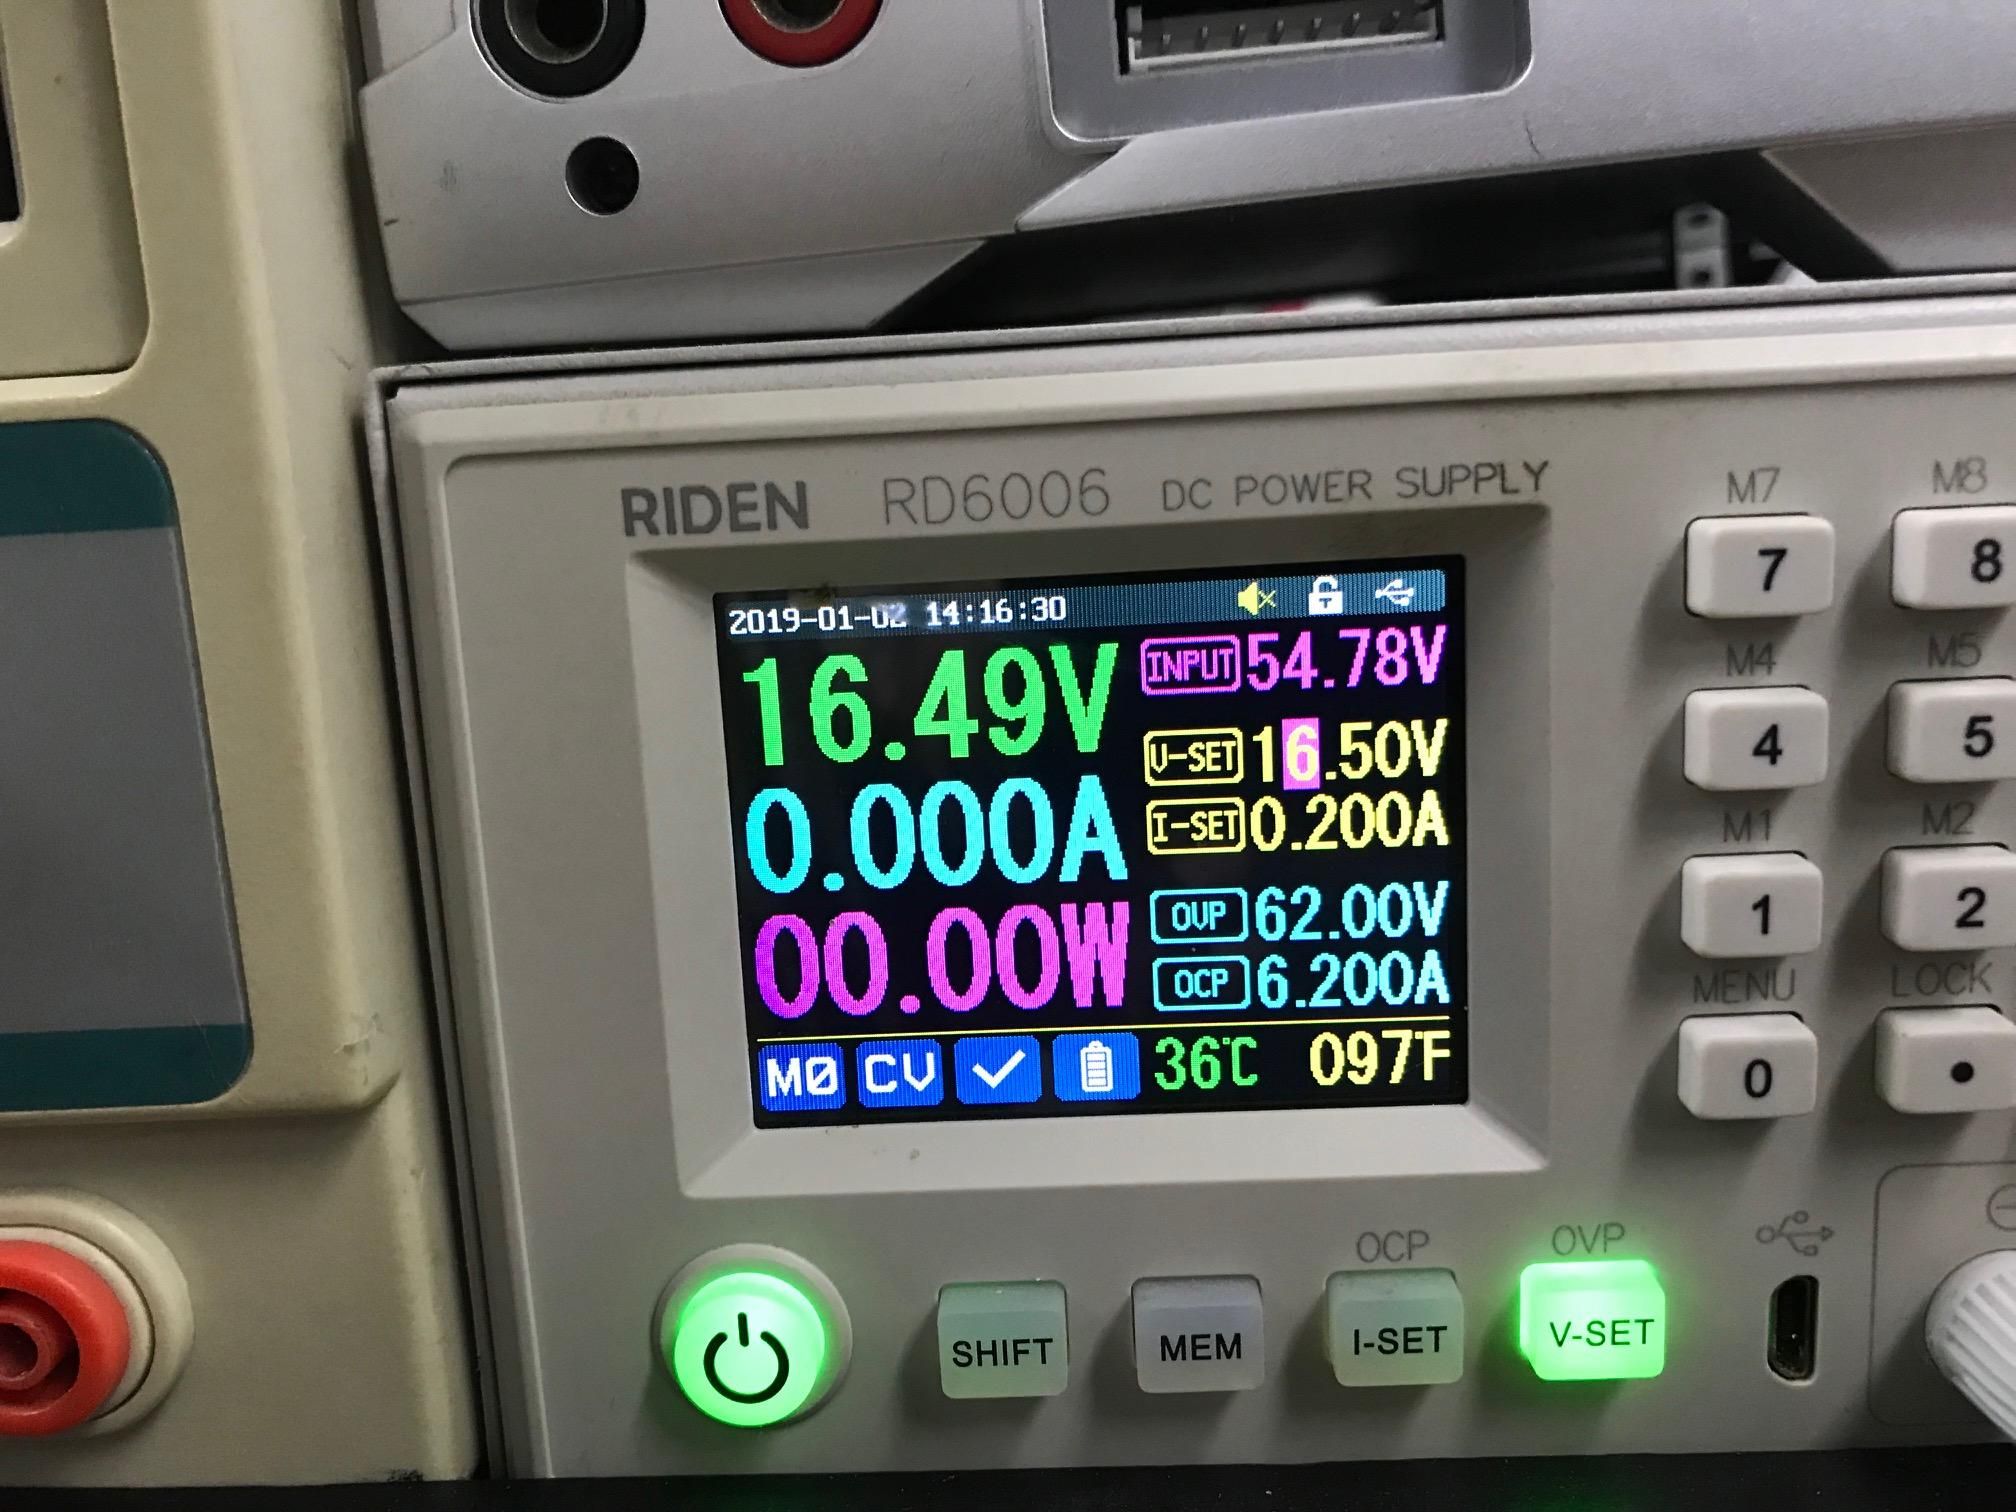 RIDEN RD6006 DC POWER SUPPLY
2019-01-02 14:16:30
16.49V
0.000A
00.00W
INPUT 54.78V
V-SET 16.50V
I-SET 0.200A
OVP 62.00V
OCP 6.200A
M0 CV 36℃ 097℉
M7 M8
7 8
M4 M5
4 5
M1 M2
1 2
MENU LOCK
0 •
OCP OVP
SHIFT MEM I-SET V-SET